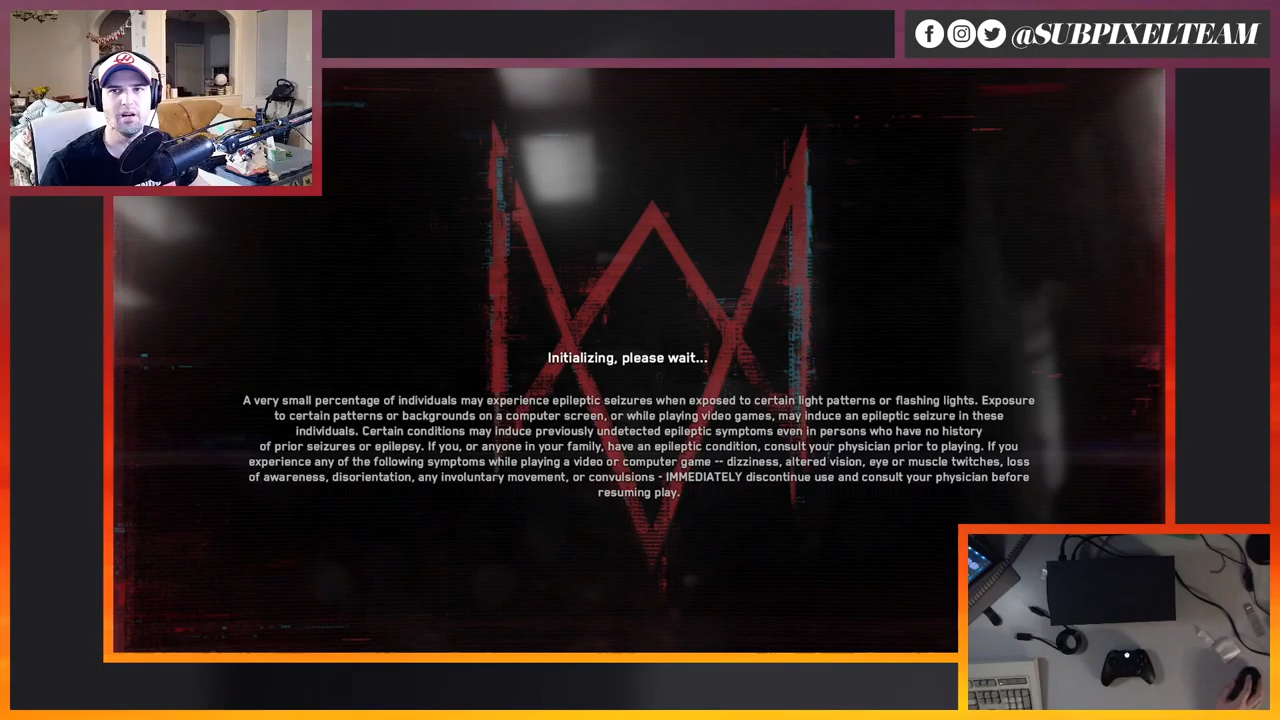 @SUBPIXELTEAM
Initializing, please wait...
A very small percentage of individuals may experience epileptic seizures when exposed to certain light patterns or flashing lights. Exposure
to certain patterns or backgrounds on a computer screen, or while playing video games, may induce an epileptic seizure in these
individuals. Certain conditions may induce previously undetected epileptic symptoms even in persons who have no history
of prior seizures or epilepsy. If you, or anyone in your family, have an epileptic condition, consult your physician prior to playing. If you
experience any of the following symptoms while playing a video or computer game -- dizziness, altered vision, eye or muscle twitches, loss
of awareness, disorientation, any involuntary movement, or convulsions - IMMEDIATELY discontinue use and consult your physician before
resuming play.